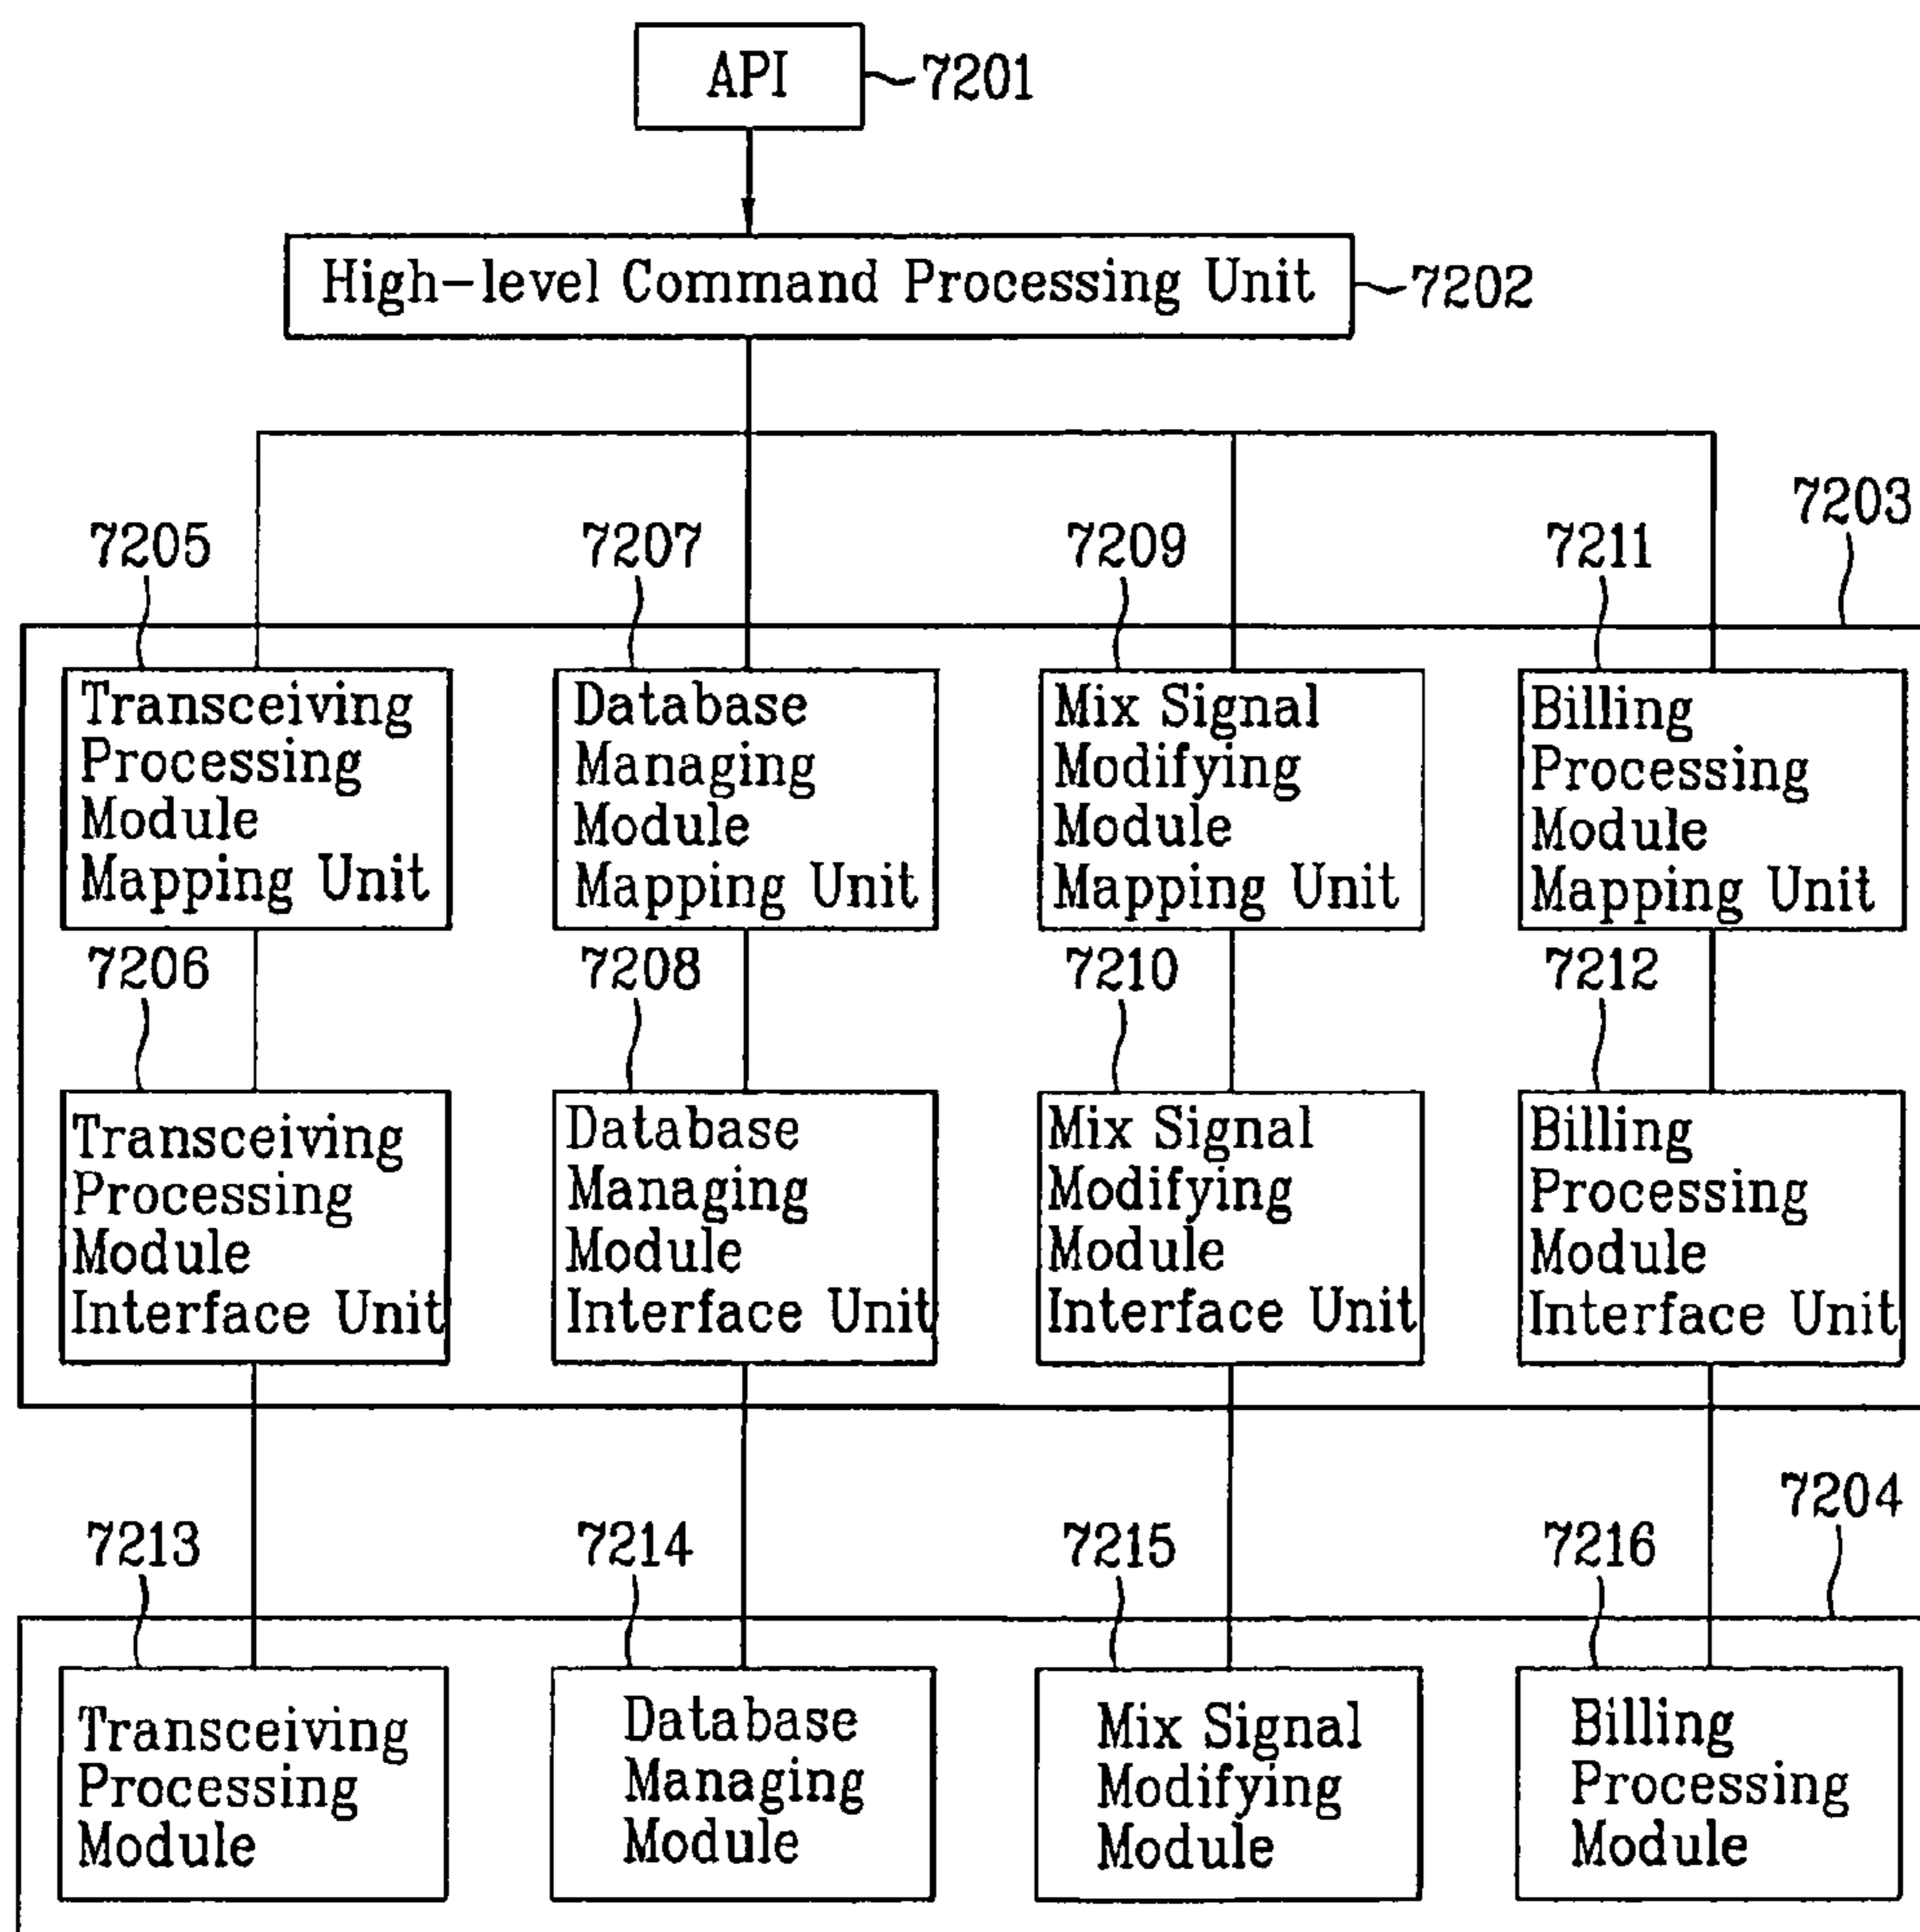 API
7201
High-level Command Processing Unit
7202
7203
7205
7207
7209
7211
Transceiving
Processing
Module
Mapping Unit
Database
Managing
Module
Mapping Unit
Mix Signal
Modifying
Module
Mapping Unit
Billing
Processing
Module
Mapping Unit
7206
7208
7210
7212
Transceiving
Processing
Module
Interface Unit
Database
Managing
Module
Interface Unit
Mix Signal
Modifying
Module
Interface Unit
Billing
Processing
Module
Interface Unit
7204
7213
7214
7215
7216
Transceiving
Processing
Module
Database
Managing
Module
Mix Signal
Modifying
Module
Billing
Processing
Module